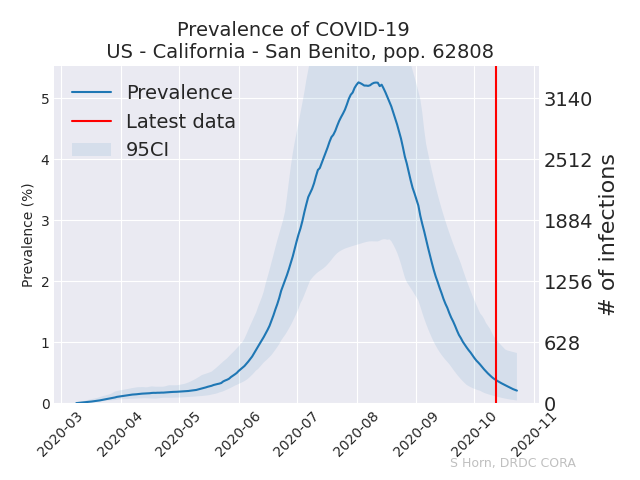 Prevalence of COVID-19
US - California - San Benito, pop. 62808
Prevalence
Latest data
95CI
Prevalence (%)
5
4
3
2
1
0
3140
2512
1884
1256
628
0
# of infections
2020-03
2020-04
2020-05
2020-06
2020-07
2020-08
2020-09
2020-10
2020-11
S Horn, DRDC CORA